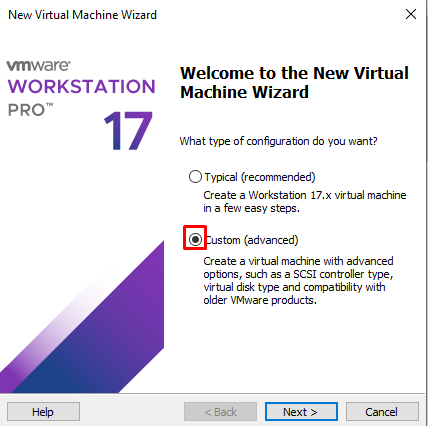 New Virtual Machine Wizard
vmware®
WORKSTATION
PRO™
17
Welcome to the New Virtual
Machine Wizard
What type of configuration do you want?
Typical (recommended)
Create a Workstation 17.x virtual machine
in a few easy steps.
Custom (advanced)
Create a virtual machine with advanced
options, such as a SCSI controller type,
virtual disk type and compatibility with
older VMware products.
Help
< Back
Next >
Cancel